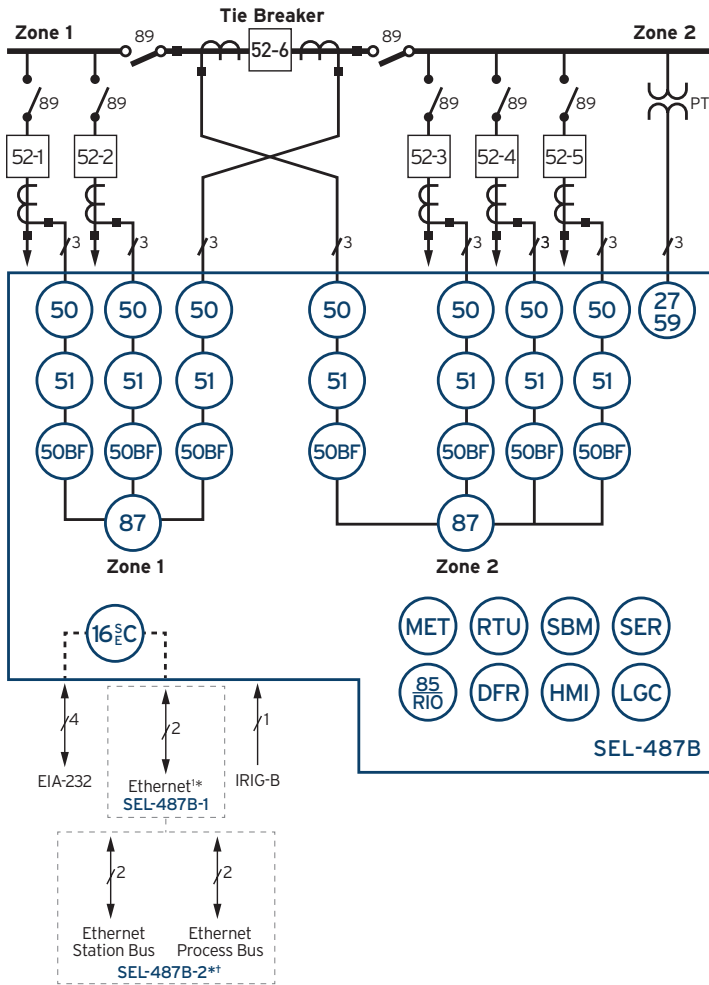 Tie Breaker
Zone 1
89
52-6
89
Zone 2
89
89
89
89
89
PT
52-1
52-2
52-3
52-4
52-5
3
3
3
3
3
3
3
3
50
50
50
50
50
50
50
27
59
51
51
51
51
51
51
51
50BF
50BF
50BF
50BF
50BF
50BF
50BF
87
87
Zone 1
Zone 2
16 SEC
MET
RTU
SBM
SER
85
RIO
DFR
HMI
LGC
SEL-487B
4
2
1
EIA-232
Ethernet¹*
IRIG-B
SEL-487B-1
2
2
Ethernet
Station Bus
Ethernet
Process Bus
SEL-487B-2*†